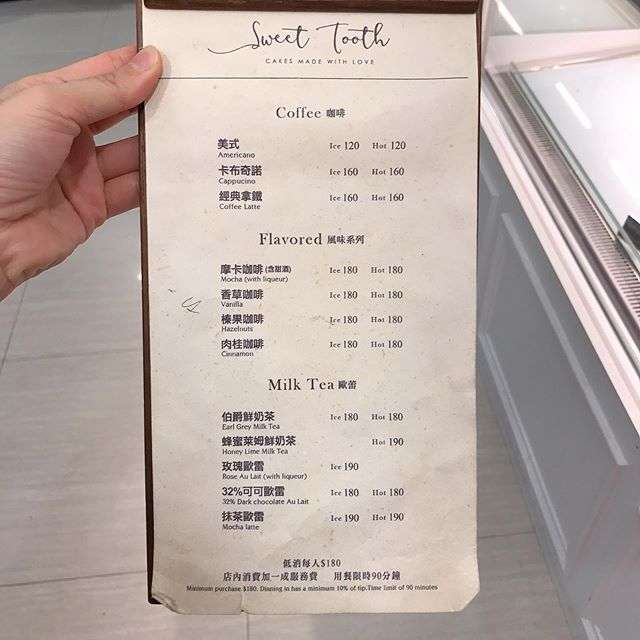 Sweet Tooth
CAKES MADE WITH LOVE
Coffee 咖啡
美式 Ice 120 Hot 120
Americano
卡布奇諾 Ice 160 Hot 160
Cappucino
經典拿鐵 Ice 160 Hot 160
Coffee Latte
Flavored 風味系列
摩卡咖啡(含甜酒) Ice 180 Hot 180
Mocha (with liqueur)
香草咖啡 Ice 180 Hot 180
Vanilla
榛果咖啡 Ice 180 Hot 180
Hazelnuts
肉桂咖啡 Ice 180 Hot 180
Cinnamon
Milk Tea 歐蕾
伯爵鮮奶茶 Ice 180 Hot 180
Earl Grey Milk Tea
蜂蜜萊姆鮮奶茶 Hot 190
Honey Lime Milk Tea
玫瑰歐雷 Ice 190
Rose Au Lait (with liqueur)
32%可可歐雷 Ice 180 Hot 180
32% Dark chocolate Au Lait
抹茶歐雷 Ice 190 Hot 190
Mocha latte
低消每人$180
店內消費加一成服務費 用餐限時90分鐘
Minimum purchase $180. Dinning in has a minimum 10% of tip.Time limit of 90 minutes